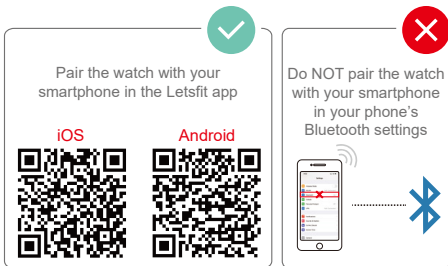 Pair the watch with your
smartphone in the Letsfit app
iOS
Android
Do NOT pair the watch
with your smartphone
in your phone's
Bluetooth settings